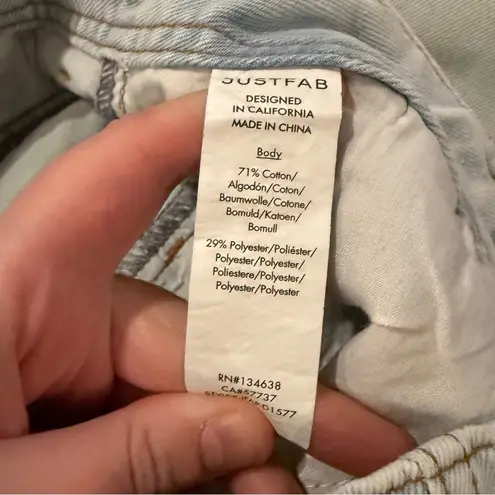 JUSTFAB
DESIGNED
IN CALIFORNIA
MADE IN CHINA
Body
71% Cotton/
Algodón/Coton/
Baumwolle/Cotone/
Bomuld/Katoen/
Bomull
29% Polyester/Poliéster/
Polyester/Polyester/
Poliestere/Polyester/
Polyester/Polyester
RN#134638
CA#57737
D1577